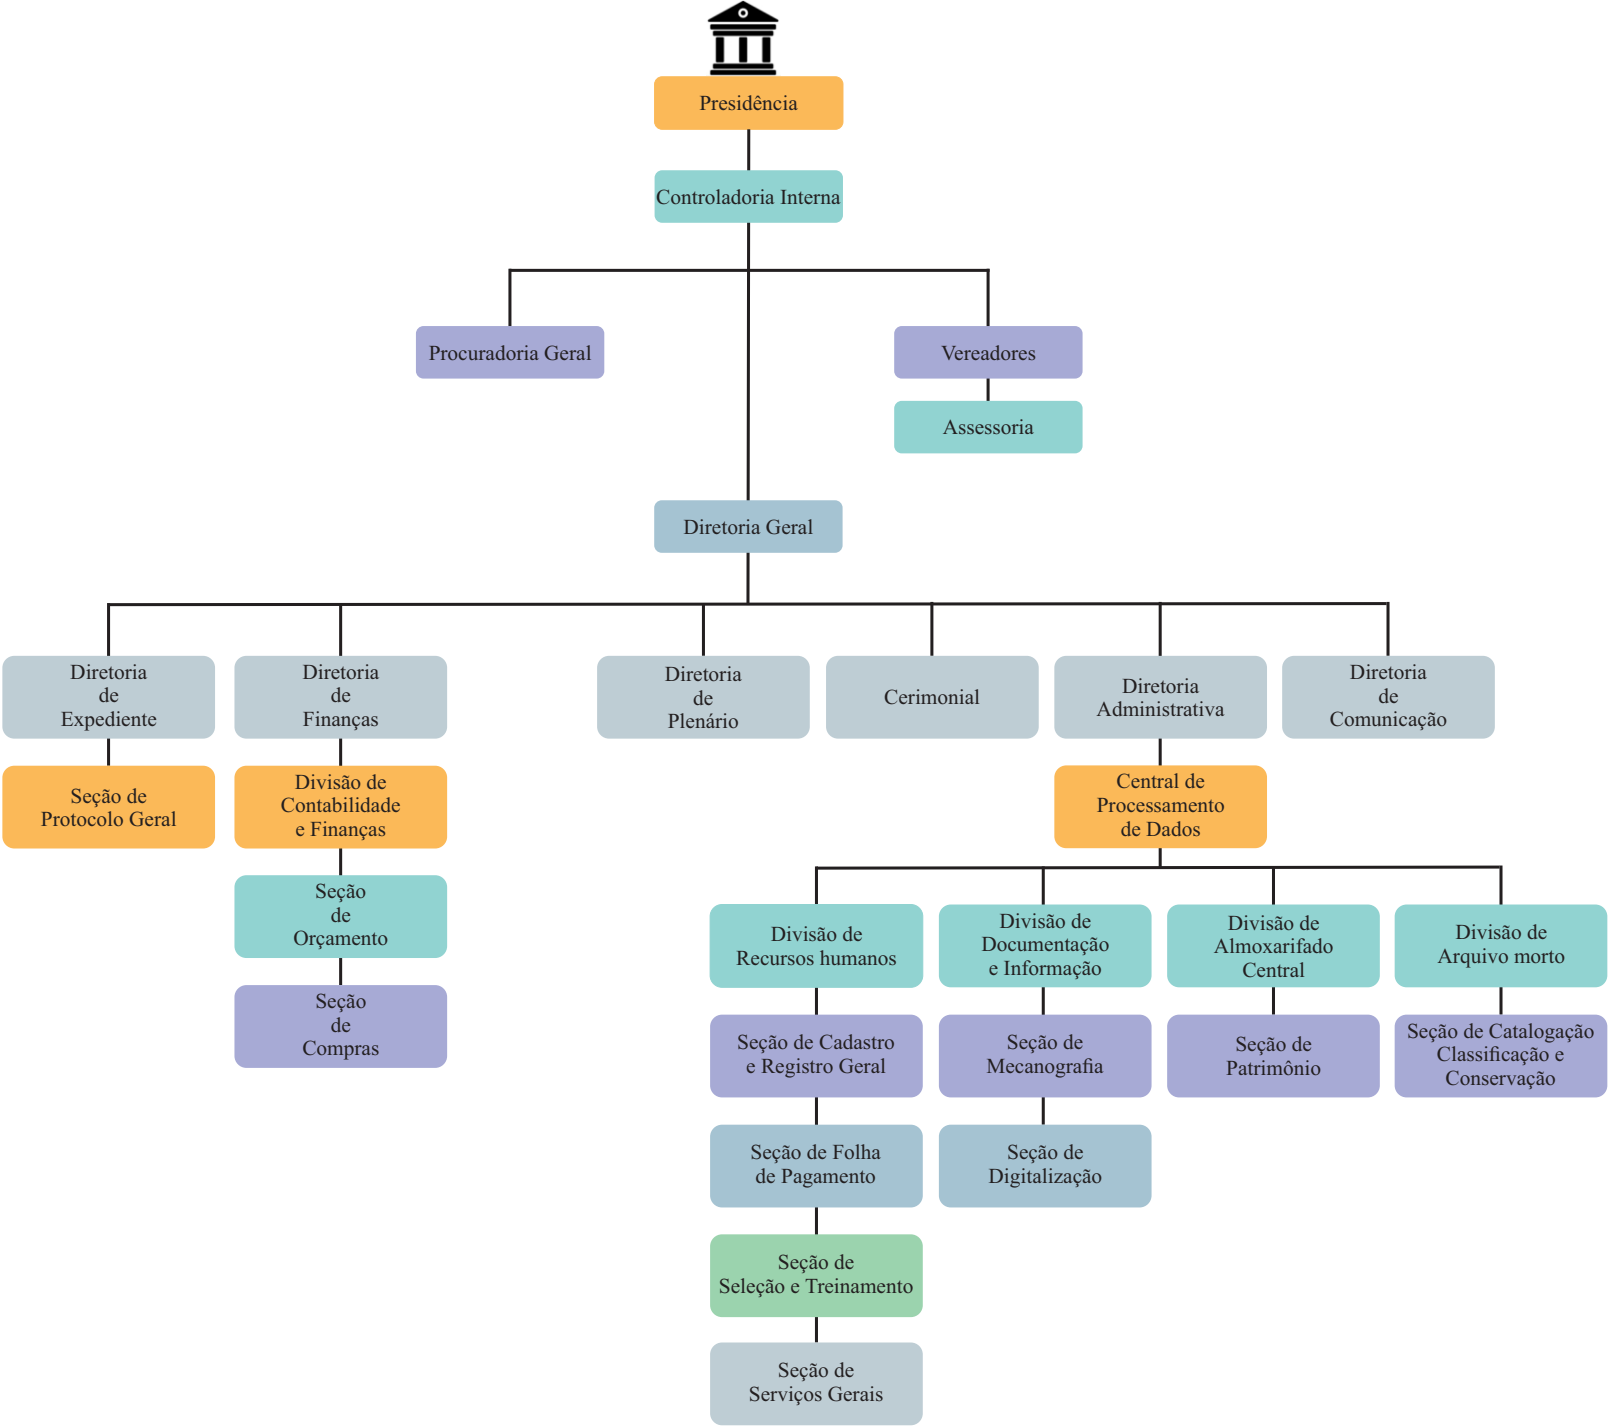 Presidência
Controladoria Interna
Procuradoria Geral
Vereadores
Assessoria
Diretoria Geral
Diretoria
de
Expediente
Diretoria
de
Finanças
Diretoria
de
Plenário
Cerimonial
Diretoria
Administrativa
Diretoria
de
Comunicação
Seção de
Protocolo Geral
Divisão de
Contabilidade
e Finanças
Central de
Processamento
de Dados
Seção
de
Orçamento
Divisão de
Recursos humanos
Divisão de
Documentação
e Informação
Divisão de
Almoxarifado
Central
Divisão de
Arquivo morto
Seção
de
Compras
Seção de Cadastro
e Registro Geral
Seção de
Mecanografia
Seção de
Patrimônio
Seção de Catalogação
Classificação e
Conservação
Seção de Folha
de Pagamento
Seção de
Digitalização
Seção de
Seleção e Treinamento
Seção de
Serviços Gerais